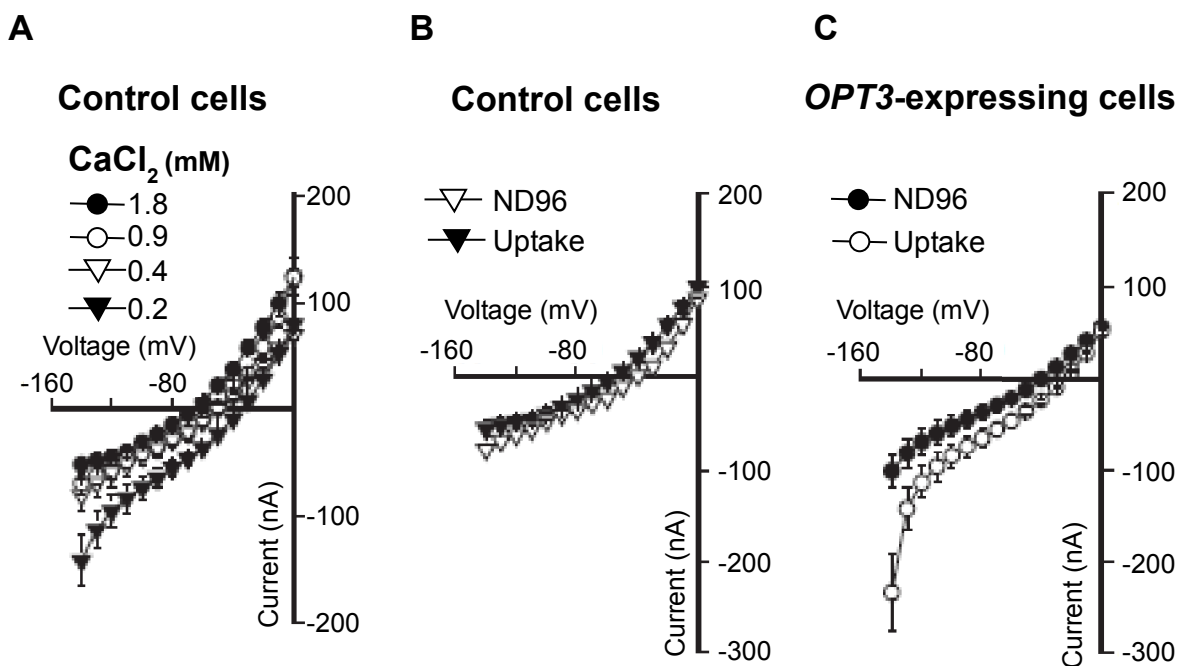 A
Control cells
CaCl2 (mM)
1.8
0.9
0.4
0.2
Voltage (mV)
-160
-80
200
100
-100
-200
Current (nA)
B
Control cells
ND96
Uptake
Voltage (mV)
-160
-80
200
100
-100
-200
-300
Current (nA)
C
OPT3-expressing cells
ND96
Uptake
Voltage (mV)
-160
-80
200
100
-100
-200
-300
Current (nA)